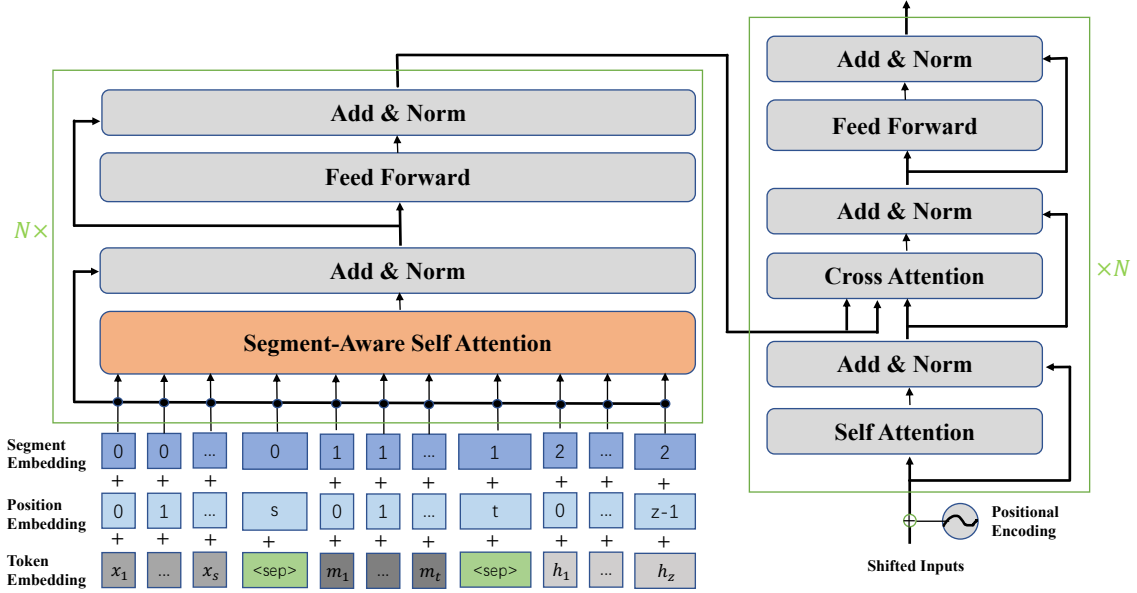 Add & Norm
Feed Forward
N×
Add & Norm
Segment-Aware Self Attention
Segment
Embedding
0 0 ... 0 1 1 ... 1 2 ... 2
+ + + + + + + + +
Position
Embedding
0 1 ... s 0 1 ... t 0 ... z-1
+ + + + + + + + + +
Token
Embedding
x₁ ... xₛ <sep> m₁ ... mₜ <sep> h₁ ... h_z
Add & Norm
Feed Forward
Add & Norm
Cross Attention
×N
Add & Norm
Self Attention
Positional
Encoding
Shifted Inputs